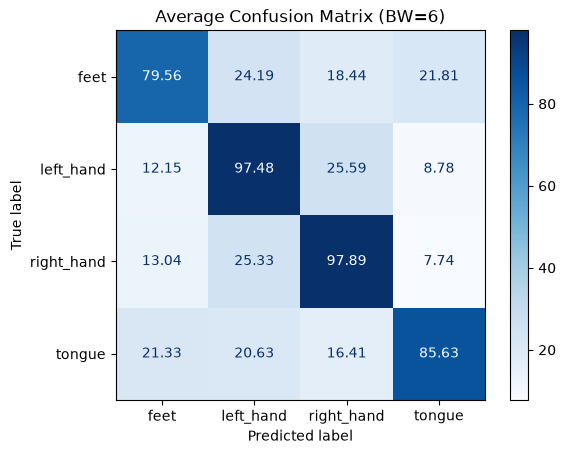 Average Confusion Matrix (BW=6)
feet 79.56 24.19 18.44 21.81
left_hand 12.15 97.48 25.59 8.78
right_hand 13.04 25.33 97.89 7.74
tongue 21.33 20.63 16.41 85.63
feet left_hand right_hand tongue
Predicted label
True label
80
60
40
20